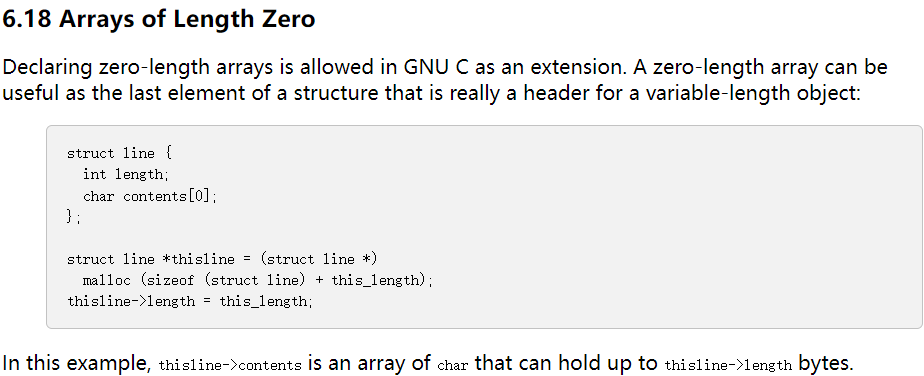 6.18 Arrays of Length Zero
Declaring zero-length arrays is allowed in GNU C as an extension. A zero-length array can be
useful as the last element of a structure that is really a header for a variable-length object:
struct line {
  int length;
  char contents[0];
};
struct line *thisline = (struct line *)
  malloc (sizeof (struct line) + this_length);
thisline->length = this_length;
In this example, thisline->contents is an array of char that can hold up to thisline->length bytes.